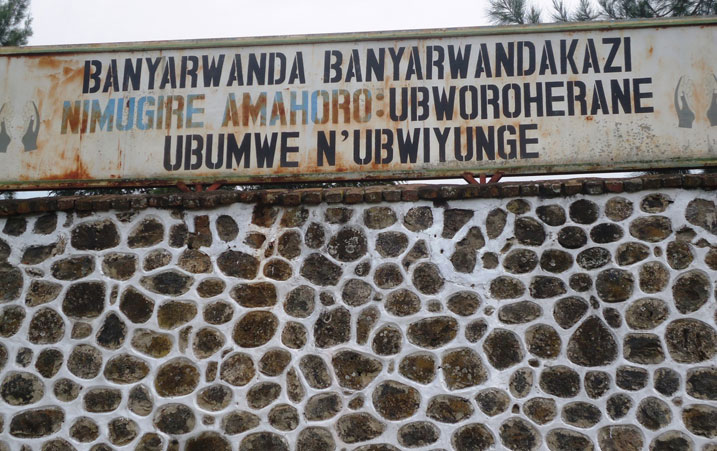 BANYARWANDA BANYARWANDAKAZI
NIMUGIRE AMAHORO:UBWOROHERANE
UBUMWE N'UBWIYUNGE